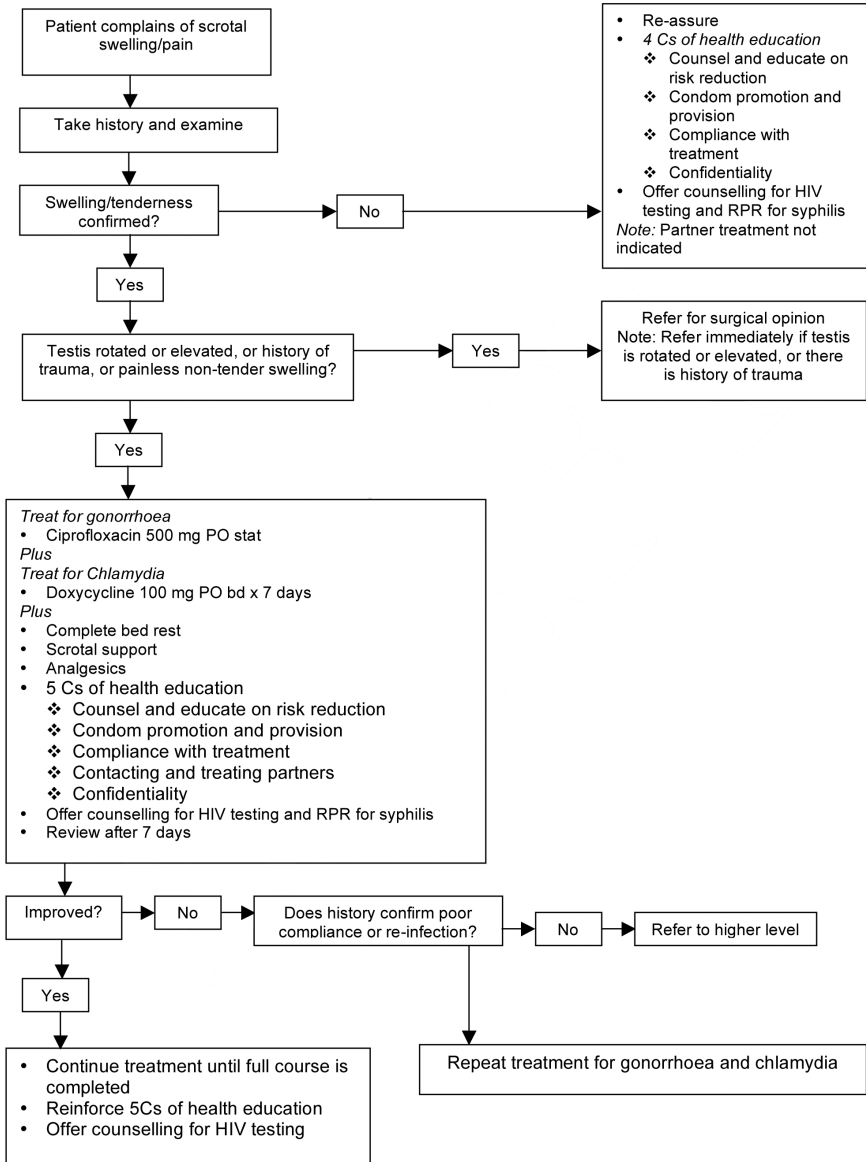 Patient complains of scrotal
swelling/pain
Take history and examine
Swelling/tenderness
confirmed?
No
• Re-assure
• 4 Cs of health education
❖ Counsel and educate on
risk reduction
❖ Condom promotion and
provision
❖ Compliance with
treatment
❖ Confidentiality
• Offer counselling for HIV
testing and RPR for syphilis
Note: Partner treatment not
indicated
Yes
Testis rotated or elevated, or history of
trauma, or painless non-tender swelling?
Yes
Refer for surgical opinion
Note: Refer immediately if testis
is rotated or elevated, or there
is history of trauma
Yes
Treat for gonorrhoea
• Ciprofloxacin 500 mg PO stat
Plus
Treat for Chlamydia
• Doxycycline 100 mg PO bd x 7 days
Plus
• Complete bed rest
• Scrotal support
• Analgesics
• 5 Cs of health education
❖ Counsel and educate on risk reduction
❖ Condom promotion and provision
❖ Compliance with treatment
❖ Contacting and treating partners
❖ Confidentiality
• Offer counselling for HIV testing and RPR for syphilis
• Review after 7 days
Improved?
No
Does history confirm poor
compliance or re-infection?
No
Refer to higher level
Yes
• Continue treatment until full course is
completed
• Reinforce 5Cs of health education
• Offer counselling for HIV testing
Repeat treatment for gonorrhoea and chlamydia